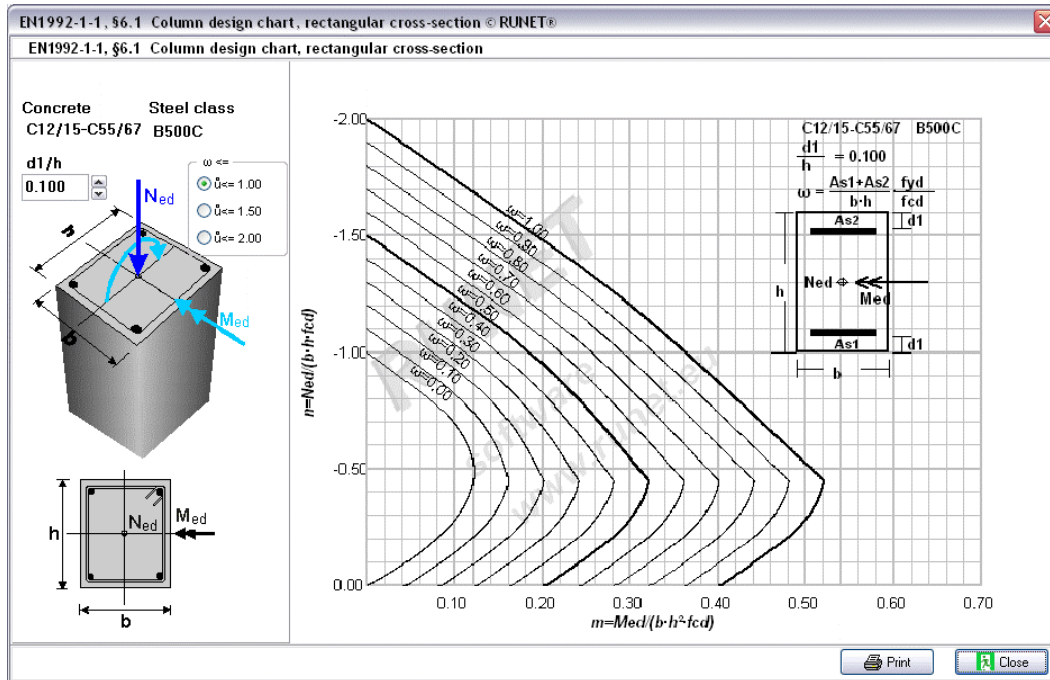 EN1992-1-1, §6.1 Column design chart, rectangular cross-section © RUNET®
EN1992-1-1, §6.1 Column design chart, rectangular cross-section
Concrete Steel class
C12/15-C55/67 B500C
d1/h
0.100
ω <=
ů<= 1.00
ů<= 1.50
ů<= 2.00
Ned
h
b
Med
h
Ned
Med
b
n=Ned/(b·h·fcd)
-2.00
-1.50
-1.00
-0.50
0.00
0.10 0.20 0.30 0.40 0.50 0.60 0.70
m=Med/(b·h²·fcd)
ω=1.00
ω=0.90
ω=0.80
ω=0.70
ω=0.60
ω=0.50
ω=0.40
ω=0.30
ω=0.20
ω=0.10
ω=0.00
RUNET
software
www.runet.eu
C12/15-C55/67 B500C
d1
h = 0.100
ω = As1+As2 fyd
b·h fcd
As2
d1
h
Ned
Med
As1
d1
b
Print
Close